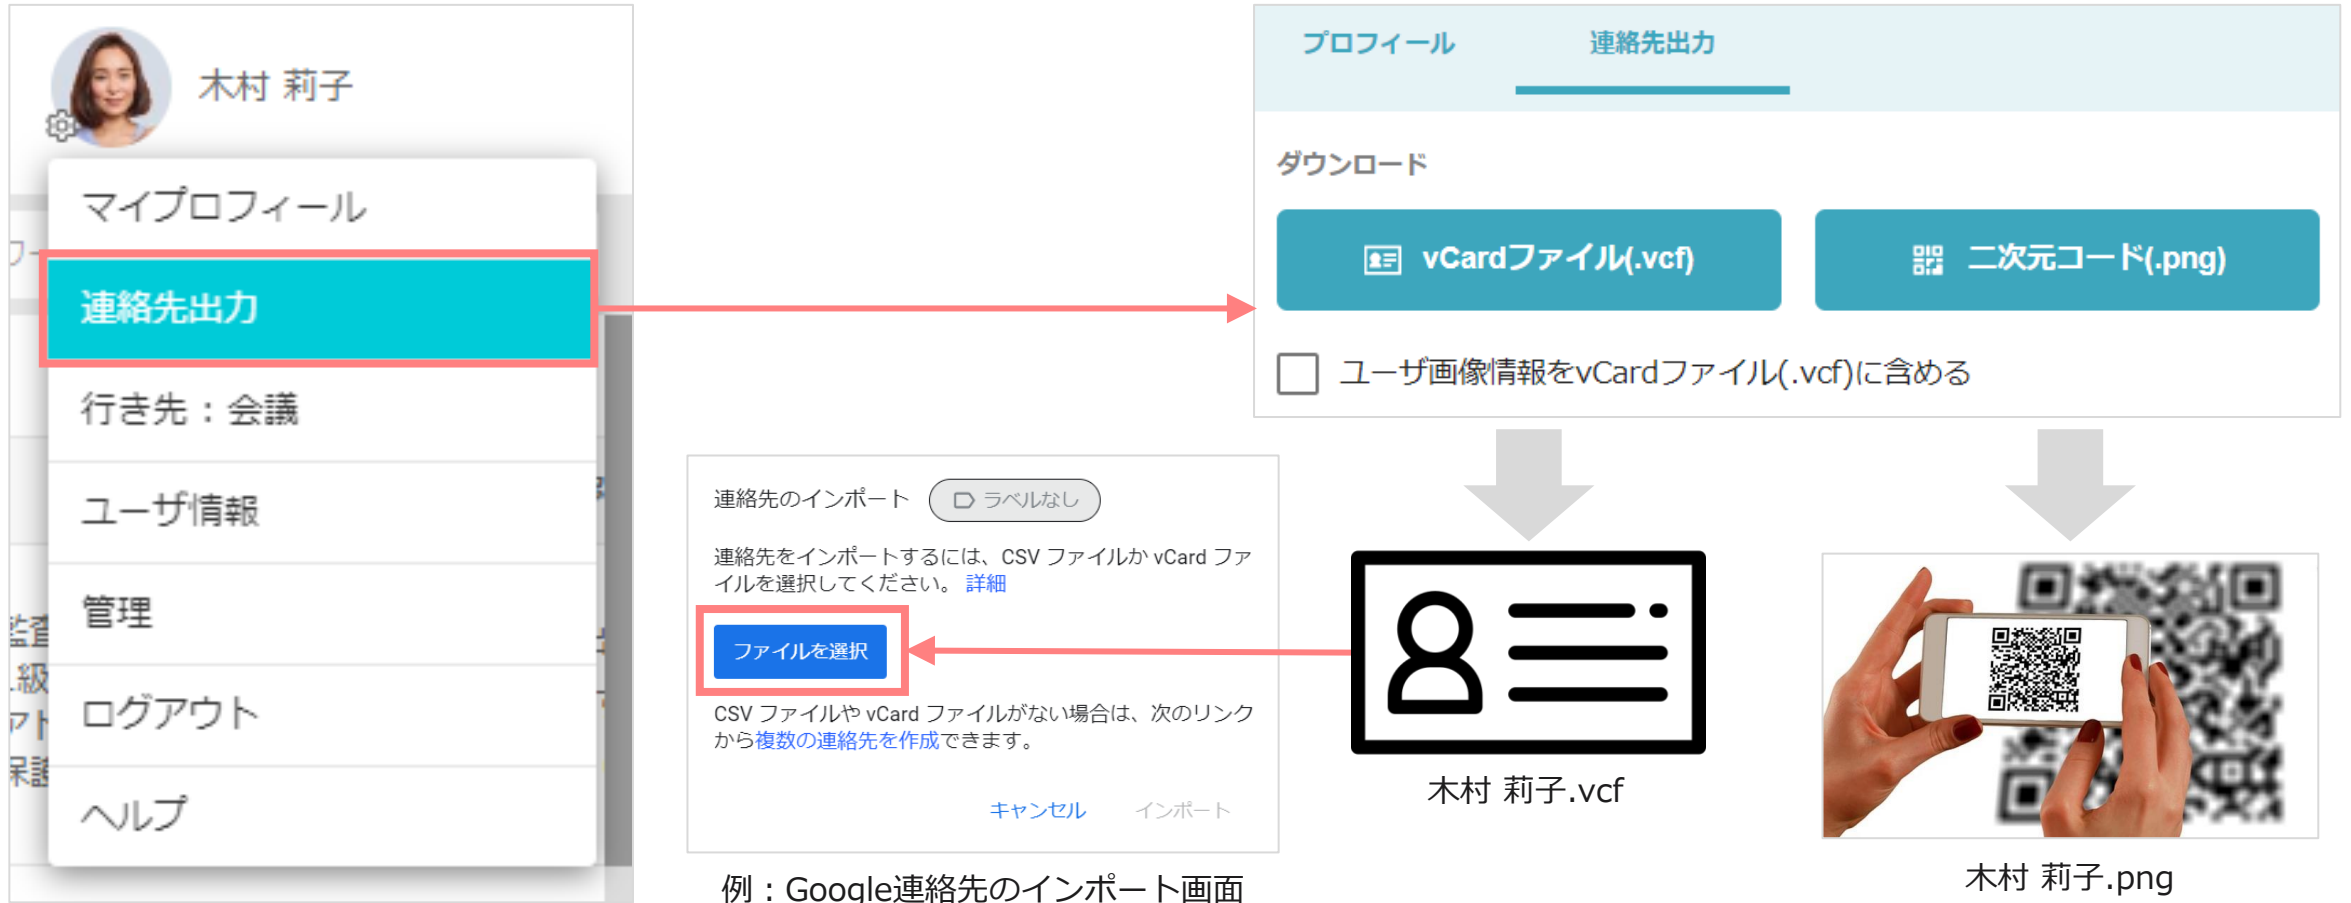 木村 莉子
マイプロフィール
連絡先出力
行き先：会議
ユーザ情報
管理
ログアウト
ヘルプ
プロフィール
連絡先出力
ダウンロード
vCardファイル(.vcf)
二次元コード(.png)
ユーザ画像情報をvCardファイル(.vcf)に含める
連絡先のインポート
ラベルなし
連絡先をインポートするには、CSV ファイルか vCard ファ
イルを選択してください。 詳細
ファイルを選択
CSV ファイルや vCard ファイルがない場合は、次のリンク
から複数の連絡先を作成できます。
キャンセル
インポート
例：Google連絡先のインポート画面
木村 莉子.vcf
木村 莉子.png